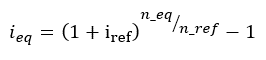 i_eq = (1 + i_ref)^n_eq/n_ref − 1